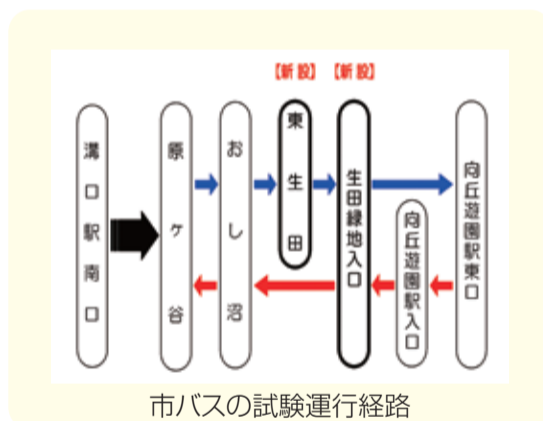 【新設】 【新設】
溝口駅南口
原ケ谷
おし沼
東生田
生田緑地入口
向丘遊園駅入口
向丘遊園駅東口
市バスの試験運行経路